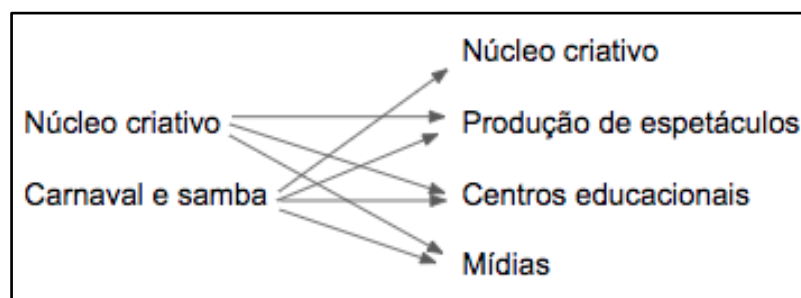 Núcleo criativo
Carnaval e samba
Núcleo criativo
Produção de espetáculos
Centros educacionais
Mídias